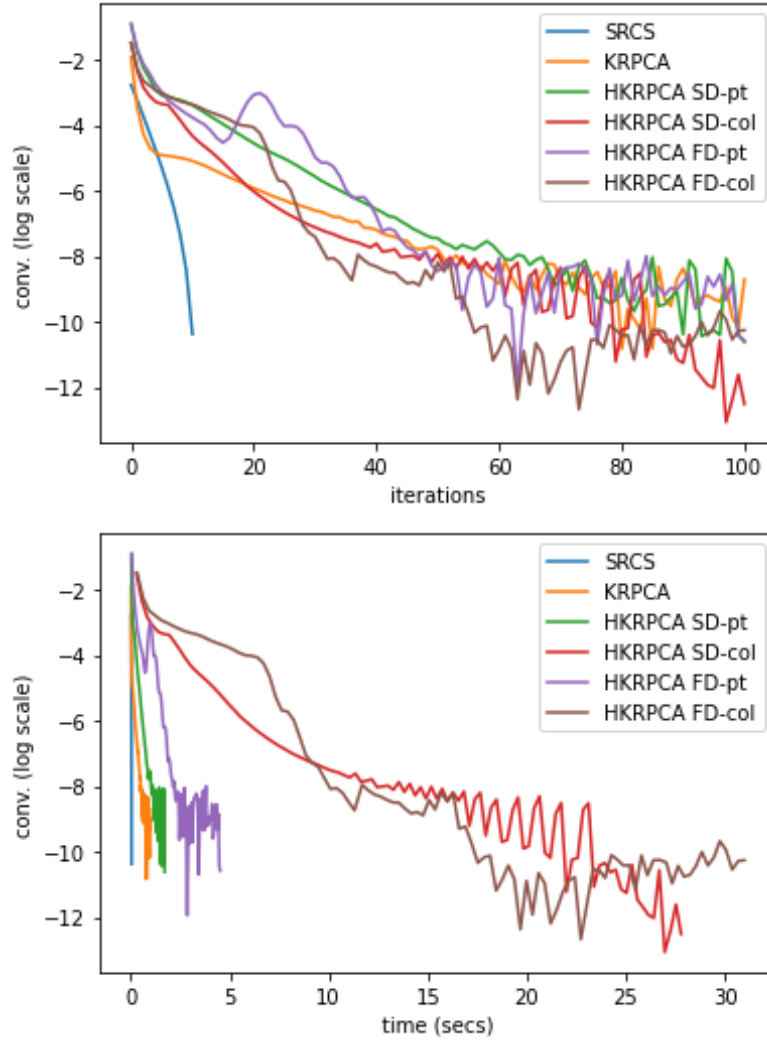 SRCS
KRPCA
HKRPCA SD-pt
HKRPCA SD-col
HKRPCA FD-pt
HKRPCA FD-col
conv. (log scale)
−2
−4
−6
−8
−10
−12
0 20 40 60 80 100
iterations
SRCS
KRPCA
HKRPCA SD-pt
HKRPCA SD-col
HKRPCA FD-pt
HKRPCA FD-col
conv. (log scale)
−2
−4
−6
−8
−10
−12
0 5 10 15 20 25 30
time (secs)